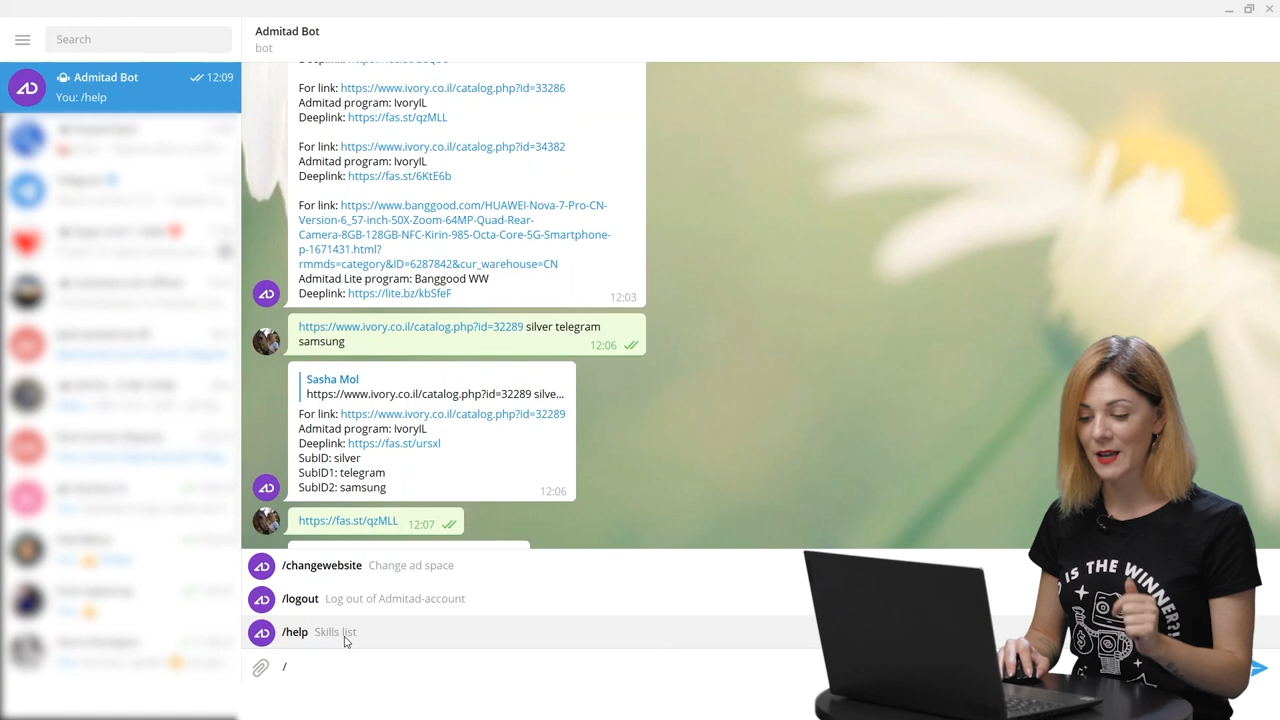 Search
Admitad Bot
bot
Admitad Bot
12:09
You: /help
For link: https://www.ivory.co.il/catalog.php?id=33286
Admitad program: IvoryIL
Deeplink: https://fas.st/qzMLL
For link: https://www.ivory.co.il/catalog.php?id=34382
Admitad program: IvoryIL
Deeplink: https://fas.st/6KtE6b
For link: https://www.banggood.com/HUAWEI-Nova-7-Pro-CN-
Version-6_57-inch-50X-Zoom-64MP-Quad-Rear-
Camera-8GB-128GB-NFC-Kirin-985-Octa-Core-5G-Smartphone-
p-1671431.html?
rmmds=category&ID=6287842&cur_warehouse=CN
Admitad Lite program: Banggood WW
Deeplink: https://lite.bz/kbSfeF
12:03
https://www.ivory.co.il/catalog.php?id=32289 silver telegram
samsung
12:06
Sasha Mol
https://www.ivory.co.il/catalog.php?id=32289 silve...
For link: https://www.ivory.co.il/catalog.php?id=32289
Admitad program: IvoryIL
Deeplink: https://fas.st/ursxl
SubID: silver
SubID1: telegram
SubID2: samsung
12:06
https://fas.st/qzMLL
12:07
/changewebsite Change ad space
/logout Log out of Admitad-account
/help Skills list
/
IS THE WINNER?!